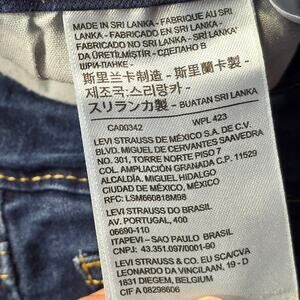 MADE IN SRI LANKA - FABRIQUE AU SRI
LANKA - FABRICADO EN SRI LANKA -
FABRICADO NO SRI LANKA - SRI LANKA'
DA ÜRETİLMİŞTİR - СДЕЛАНО В
ШРИ-ЛАНКЕ -
斯里兰卡制造 - 斯里蘭卡製 -
제조국:스리랑카 -
スリランカ製 - BUATAN SRI LANKA
CA00342 WPL 423
LEVI STRAUSS DE MÉXICO S.A. DE C.V.
BLVD. MIGUEL DE CERVANTES SAAVEDRA
NO. 301, TORRE NORTE PISO 7
COL. AMPLIACIÓN GRANADA C.P. 11529
ALCALDÍA. MIGUEL HIDALGO
CIUDAD DE MÉXICO
RFC: LSM660818M98
LEVI STRAUSS DO BRASIL
AV. PORTUGAL, 400
06690-110
ITAPEVI - SAO PAULO BRASIL
CNPJ: 43.351.097/0001-90
LEVI STRAUSS & CO. EU SCA/CVA
LEONARDO DA VINCILAAN, 19 - D
1831 DIEGEM, BELGIUM
CIF A 08298606